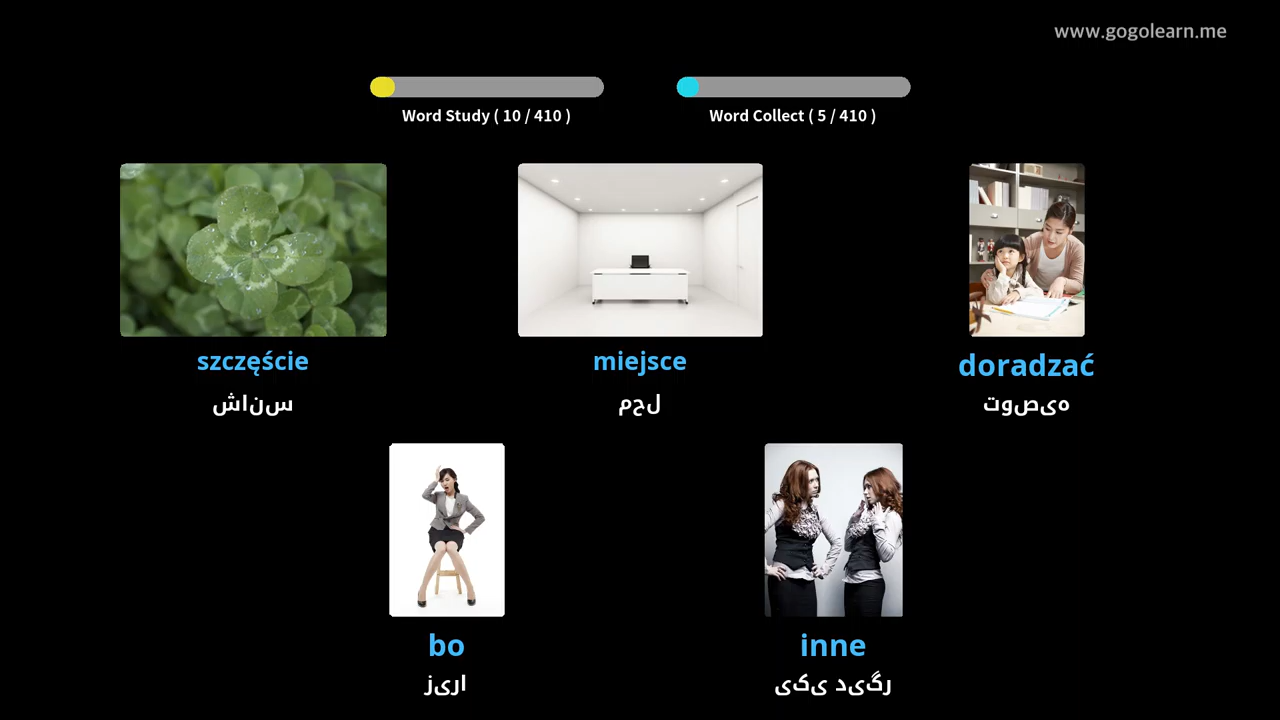 www.gogolearn.me
Word Study ( 10 / 410 )
Word Collect ( 5 / 410 )
szczęście
سناش
miejsce
لحم
doradzać
هیصوت
bo
اریز
inne
رگید یکی